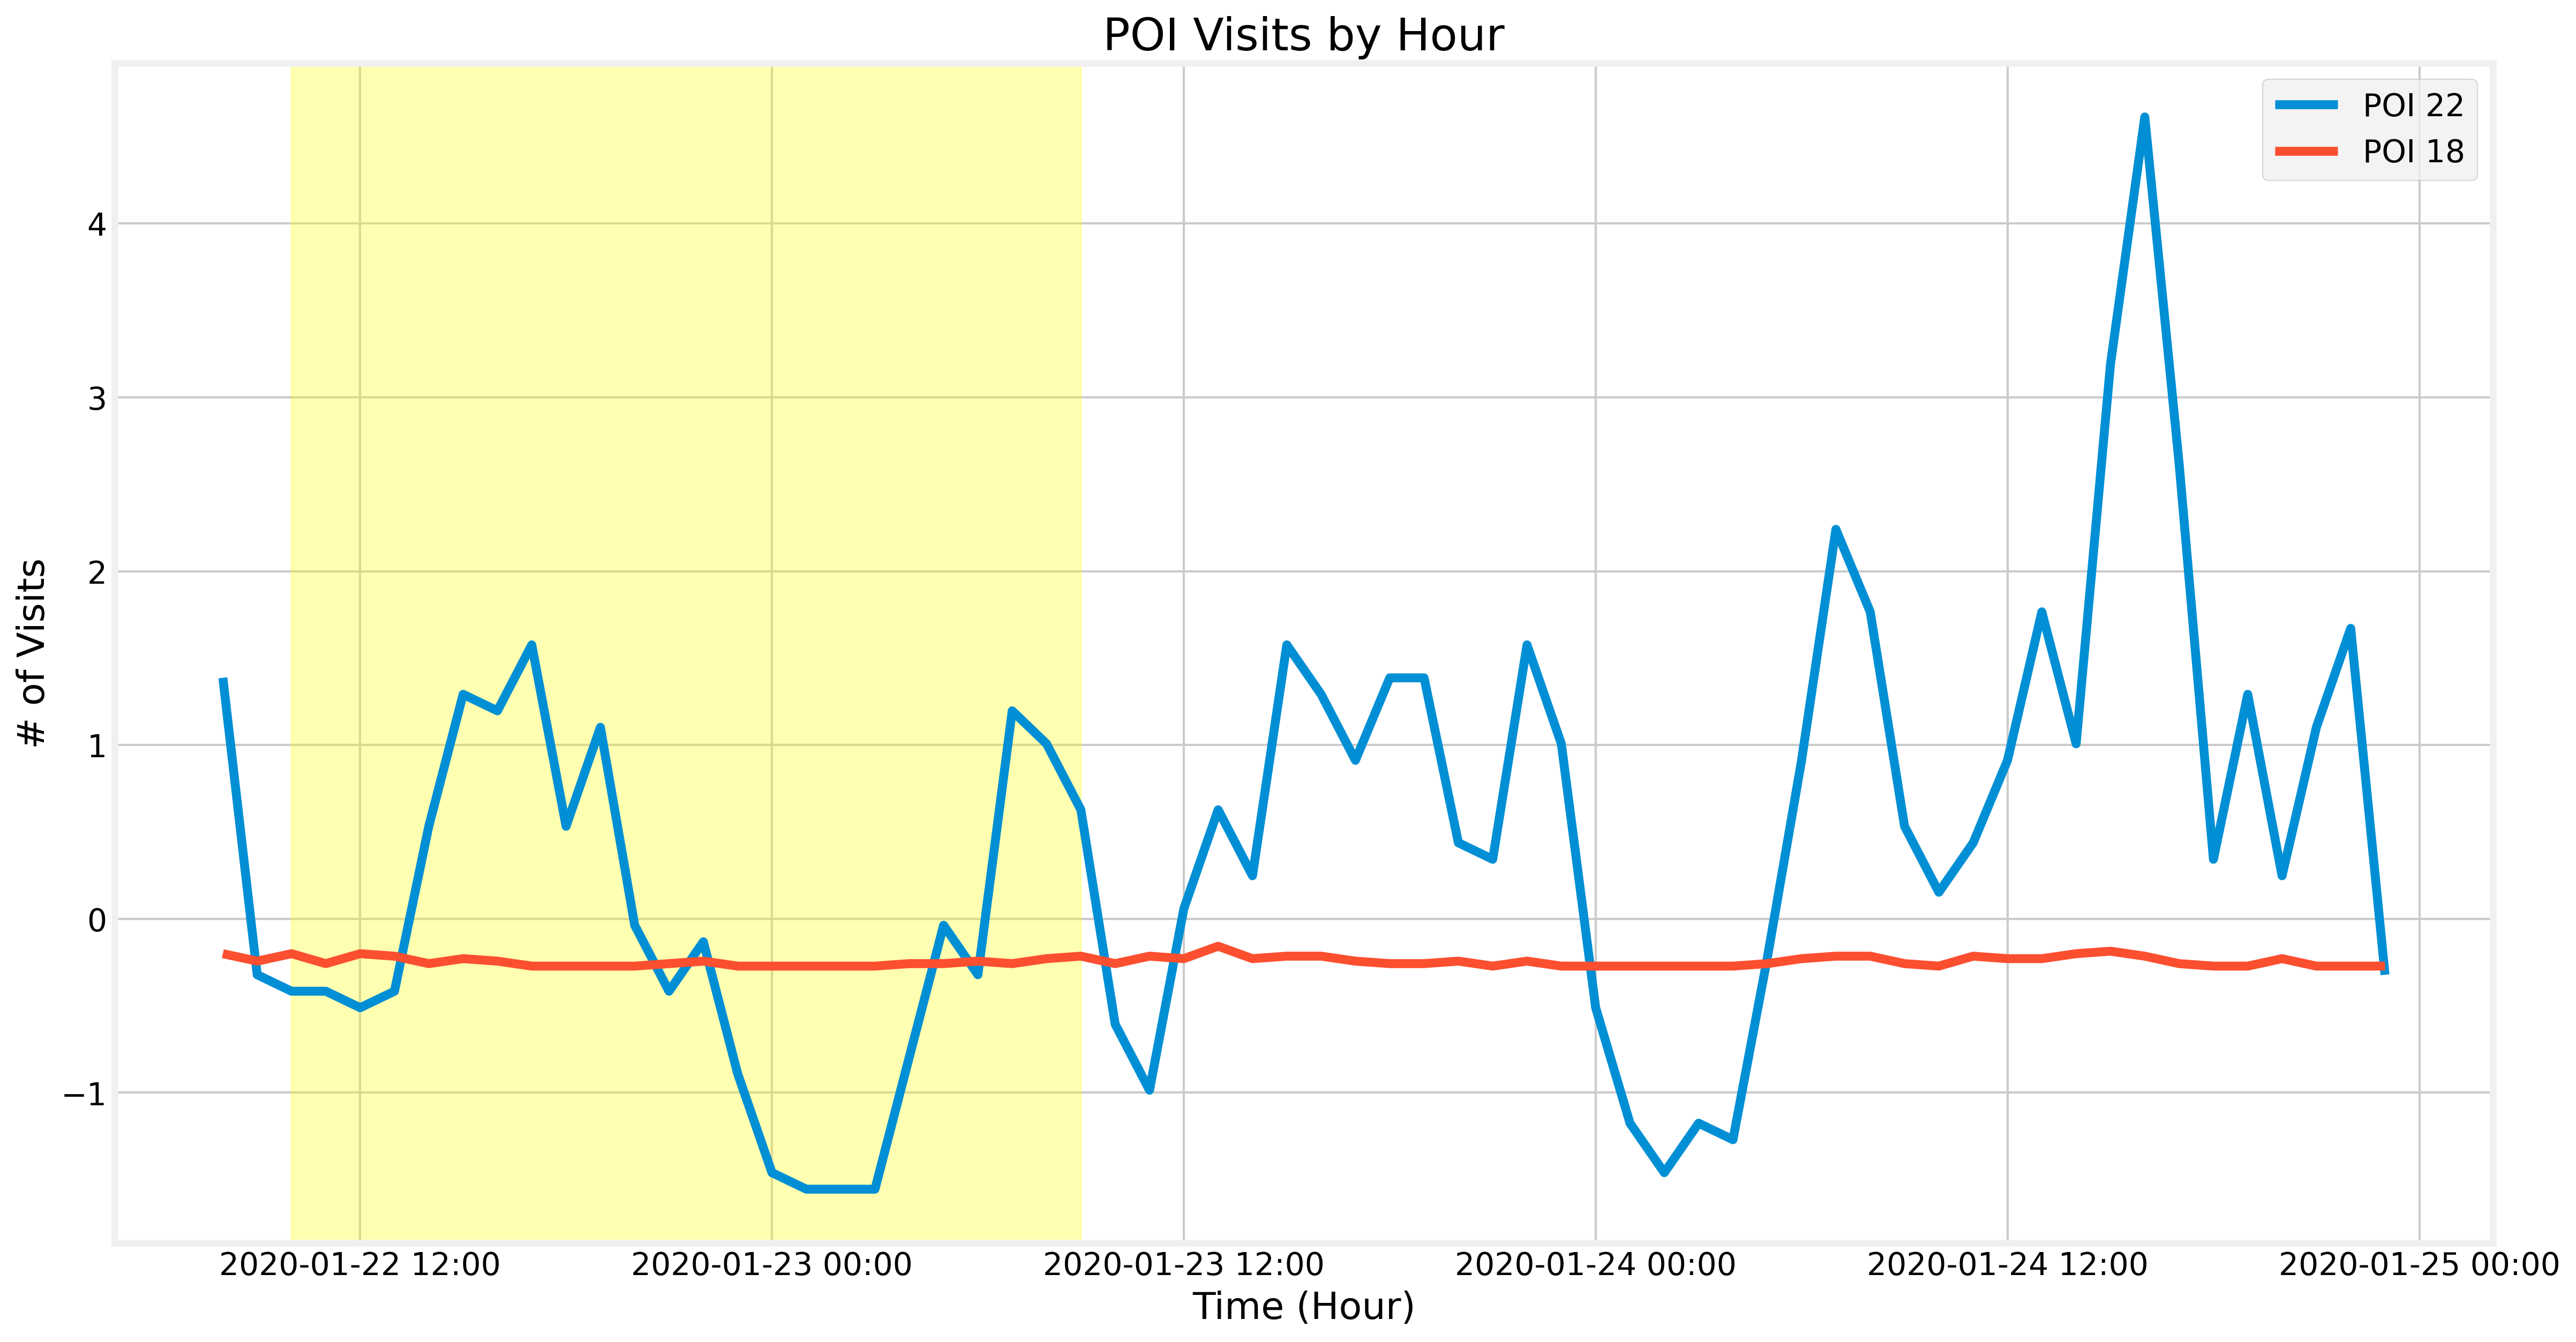 POI Visits by Hour
POI 22
POI 18
# of Visits
4
3
2
1
0
−1
2020-01-22 12:00
2020-01-23 00:00
2020-01-23 12:00
2020-01-24 00:00
2020-01-24 12:00
2020-01-25 00:00
Time (Hour)